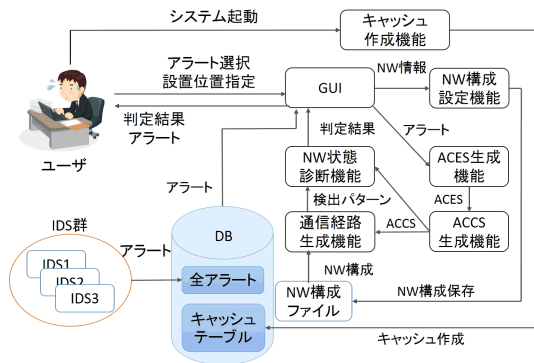 システム起動
キャッシュ
作成機能
アラート選択
設置位置指定
GUI
NW情報
NW構成
設定機能
判定結果
アラート
ユーザ
判定結果
アラート
NW状態
診断機能
ACES生成
機能
アラート
検出パターン
ACES
IDS群
アラート
DB
通信経路
生成機能
ACCS
ACCS
生成機能
IDS1
IDS2
IDS3
全アラート
NW構成
NW構成
ファイル
NW構成保存
キャッシュ
テーブル
キャッシュ作成